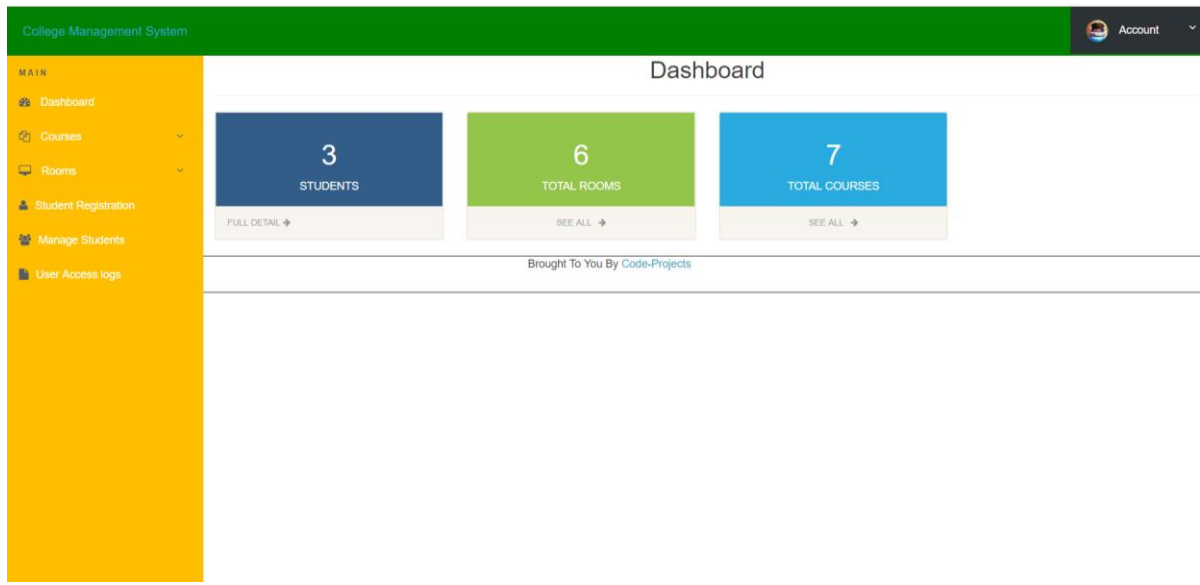 College Management System
Account
MAIN
Dashboard
Courses
Rooms
Student Registration
Manage Students
User Access logs
Dashboard
3
STUDENTS
FULL DETAIL
6
TOTAL ROOMS
SEE ALL
7
TOTAL COURSES
SEE ALL
Brought To You By Code-Projects